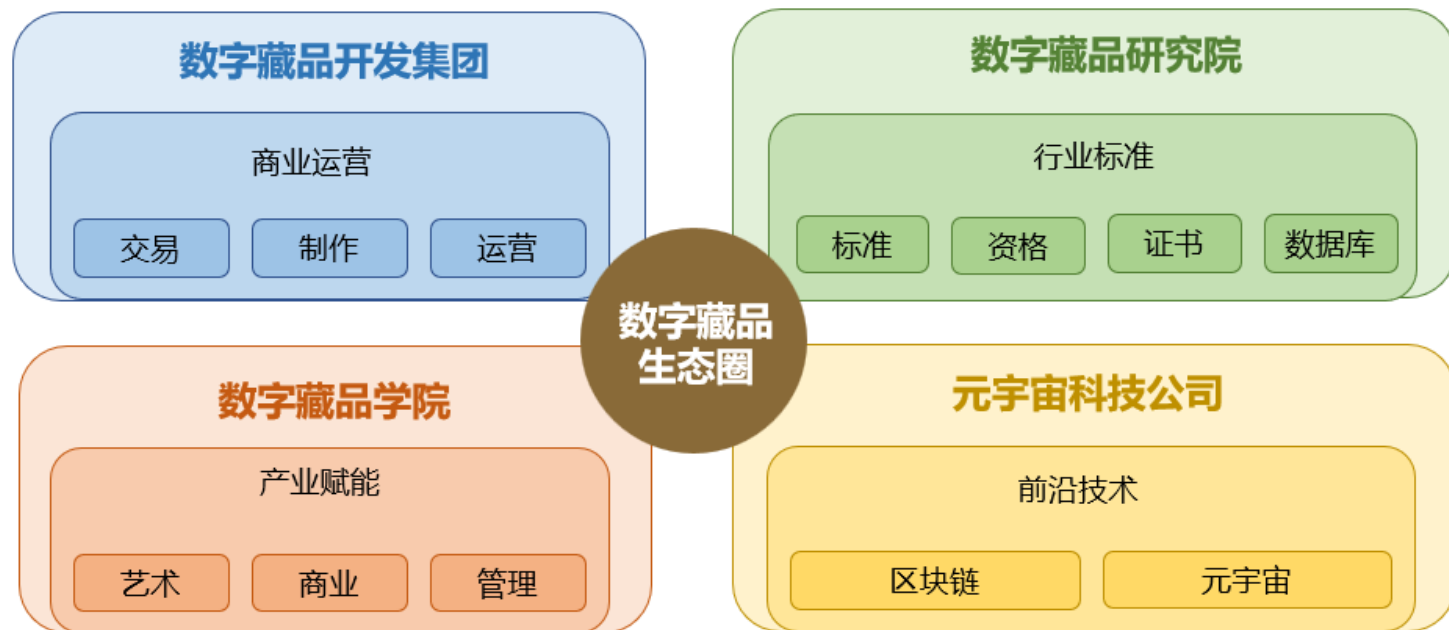 数字藏品开发集团
商业运营
交易
制作
运营
数字藏品研究院
行业标准
标准
资格
证书
数据库
数字藏品
生态圈
数字藏品学院
产业赋能
艺术
商业
管理
元宇宙科技公司
前沿技术
区块链
元宇宙